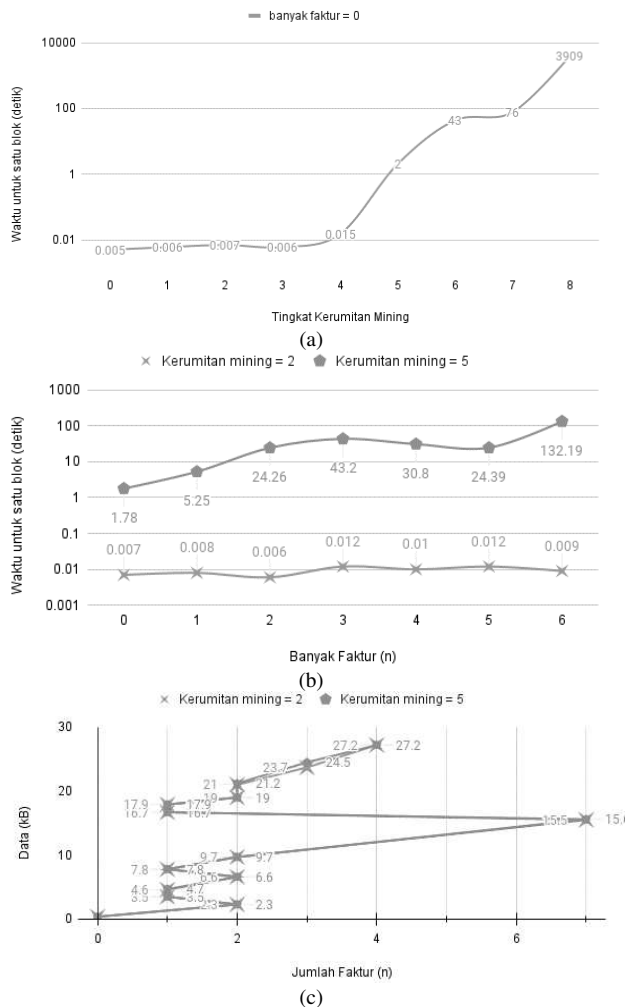 banyak faktur = 0
Waktu untuk satu blok (detik)
10000
100
1
0.01
0.005 0.006 0.007 0.006 0.015 2 43 76 3909
0 1 2 3 4 5 6 7 8
Tingkat Kerumitan Mining
(a)
Kerumitan mining = 2 Kerumitan mining = 5
Waktu untuk satu blok (detik)
1000
100
10
1
0.1
0.01
0.001
1.78 5.25 24.26 43.2 30.8 24.39 132.19
0.007 0.008 0.006 0.012 0.01 0.012 0.009
0 1 2 3 4 5 6
Banyak Faktur (n)
(b)
Kerumitan mining = 2 Kerumitan mining = 5
Data (kB)
30
20
10
0
27.2 27.2
23.7 24.5
21 21.2
19 19
17.9 17.9
16.7 16.7
15.5
9.7 9.7
7.8 7.8
6.6 6.6
4.6 4.7
3.5 3.5
2.3 2.3
0 2 4 6
Jumlah Faktur (n)
(c)